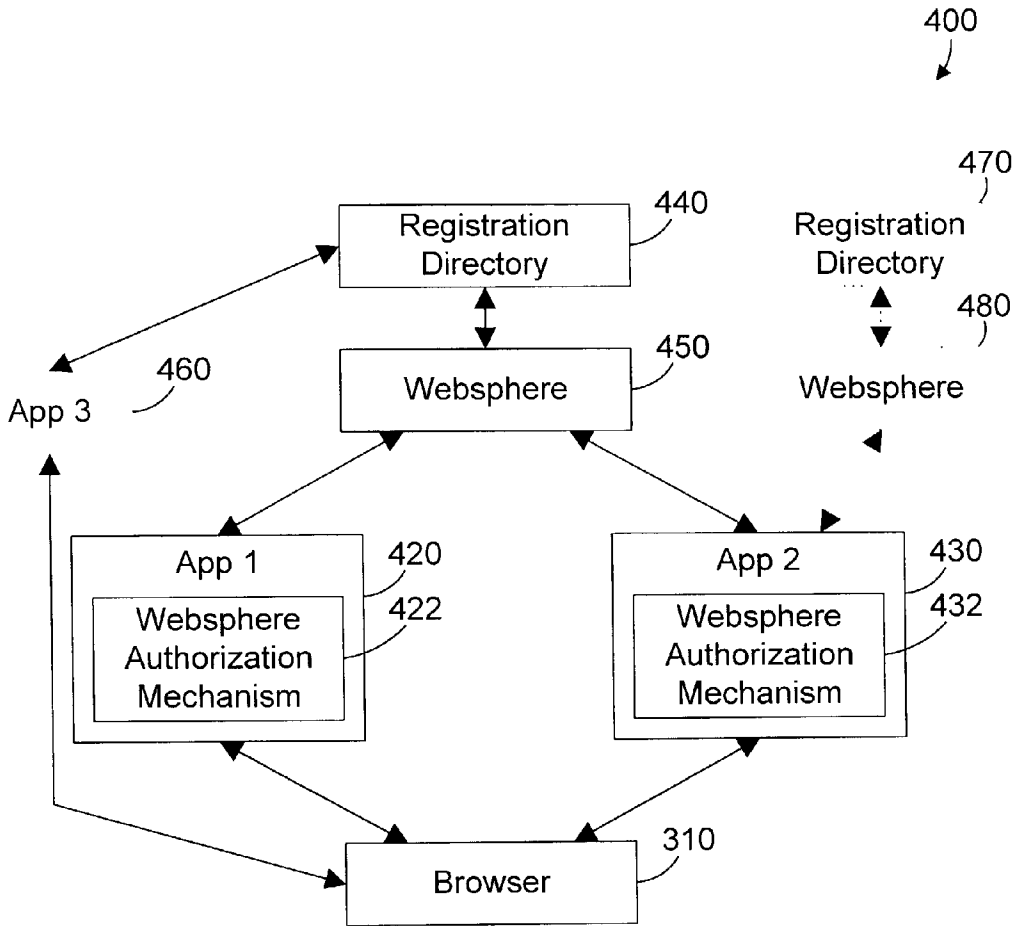 400
470
440
Registration
Directory
Registration
Directory
480
450
Websphere
Websphere
460
App 3
App 1
420
Websphere
Authorization
Mechanism
422
App 2
430
Websphere
Authorization
Mechanism
432
310
Browser